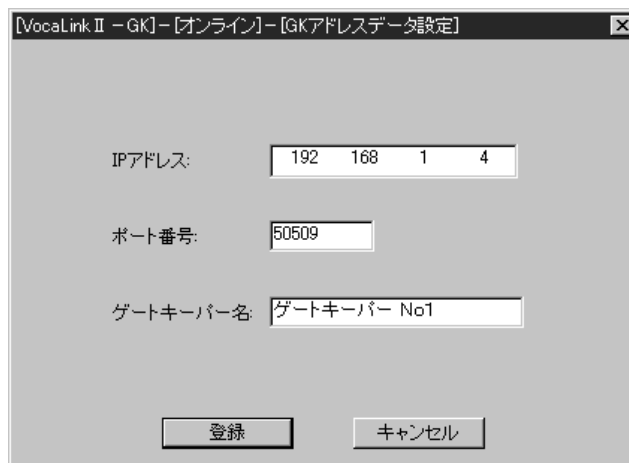 [VocaLinkⅡ－GK]－[オンライン]－[GKアドレスデータ設定]
IPアドレス: 192 168 1 4
ポート番号: 50509
ゲートキーパー名: ゲートキーパー No1
登録 キャンセル